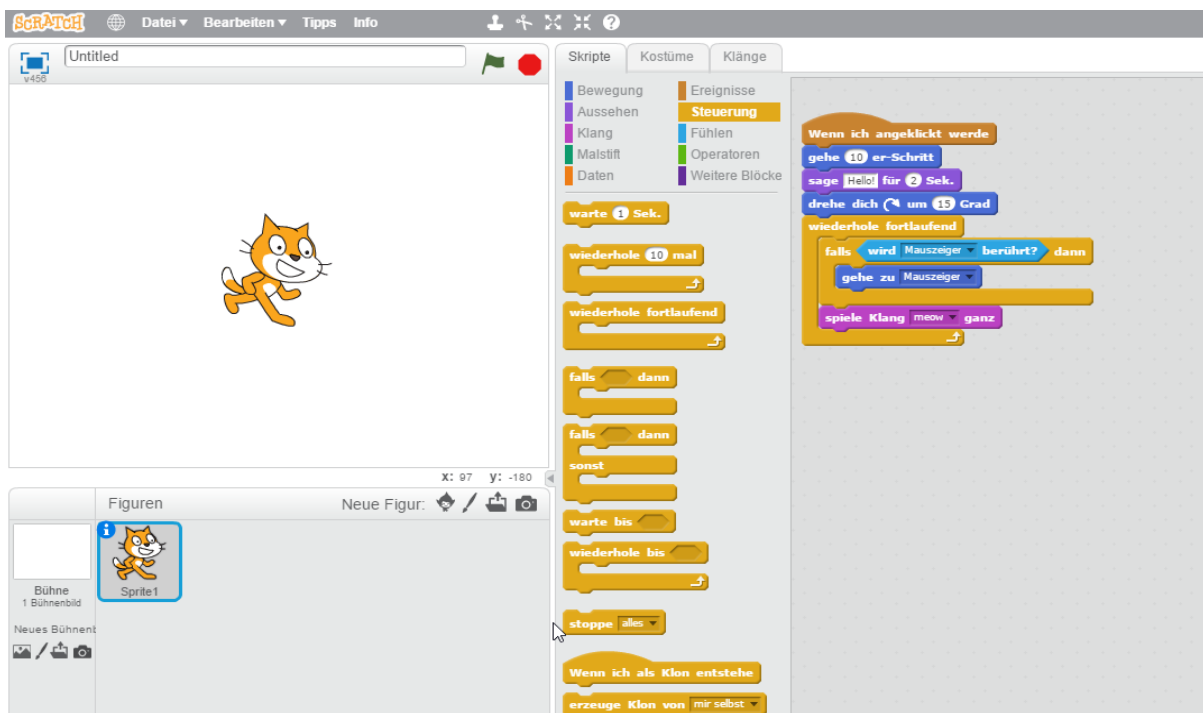 SCRATCH Datei Bearbeiten Tipps Info
Untitled
v456
x: 97 y: -180
Figuren Neue Figur:
Bühne
1 Bühnenbild
Sprite1
Neues Bühnenb
Skripte Kostüme Klänge
Bewegung Ereignisse
Aussehen Steuerung
Klang Fühlen
Malstift Operatoren
Daten Weitere Blöcke
warte 1 Sek.
wiederhole 10 mal
wiederhole fortlaufend
falls dann
falls dann
sonst
warte bis
wiederhole bis
stoppe alles
Wenn ich als Klon entstehe
erzeuge Klon von mir selbst
Wenn ich angeklickt werde
gehe 10 er-Schritt
sage Hello! für 2 Sek.
drehe dich um 15 Grad
wiederhole fortlaufend
falls wird Mauszeiger berührt? dann
gehe zu Mauszeiger
spiele Klang meow ganz